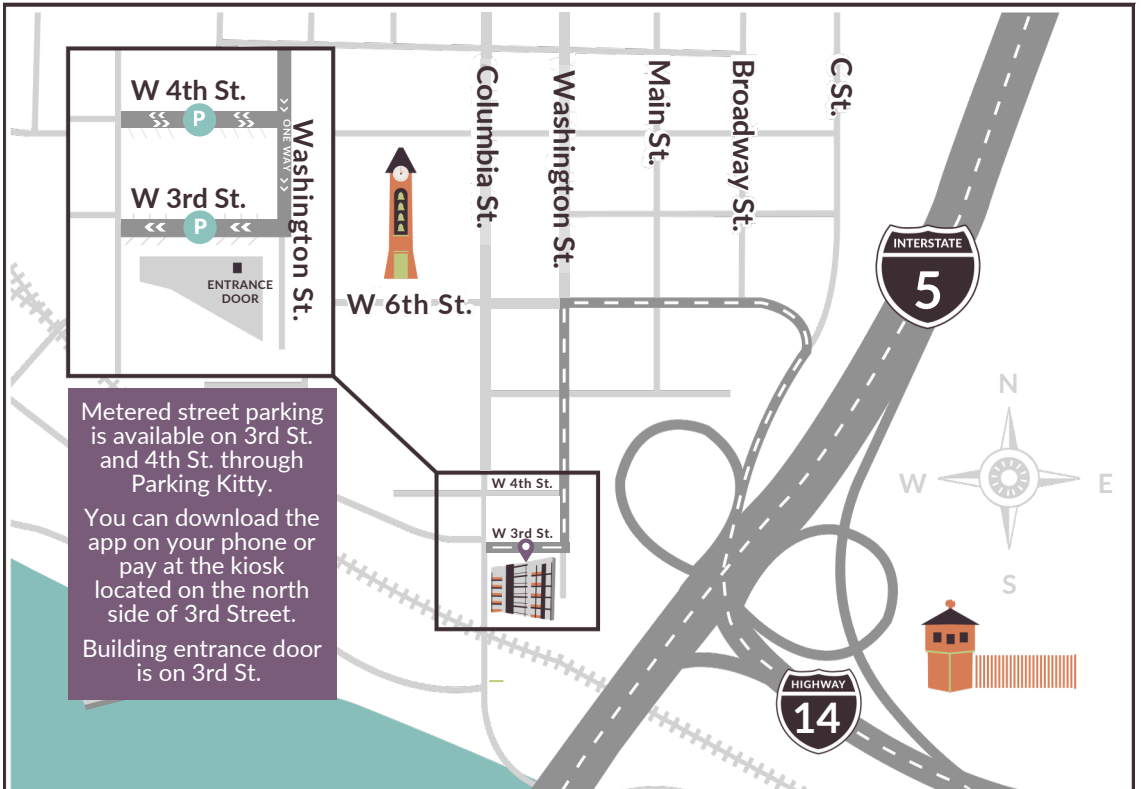 W 4th St.
P
ONE WAY
Washington St.
W 3rd St.
P
ENTRANCE
DOOR
Columbia St.
Washington St.
Main St.
Broadway St.
C St.
W 6th St.
INTERSTATE
5
Metered street parking
is available on 3rd St.
and 4th St. through
Parking Kitty.
You can download the
app on your phone or
pay at the kiosk
located on the north
side of 3rd Street.
Building entrance door
is on 3rd St.
W 4th St.
W 3rd St.
N
W
E
S
HIGHWAY
14